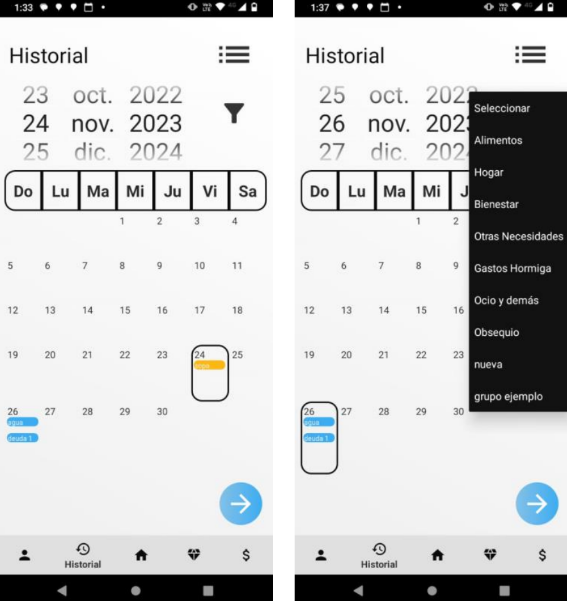 1:33
Historial
23 oct. 2022
24 nov. 2023
25 dic. 2024
Do Lu Ma Mi Ju Vi Sa
1 2 3 4
5 6 7 8 9 10 11
12 13 14 15 16 17 18
19 20 21 22 23 24 25
26 27 28 29 30
agua
deuda 1
Historial
$
1:37
Historial
25 oct. 202
26 nov. 202
27 dic. 202
Do Lu Ma Mi J
1 2
5 6 7 8 9
12 13 14 15 16
19 20 21 22 23
26 27 28 29 30
agua
deuda 1
Seleccionar
Alimentos
Hogar
Bienestar
Otras Necesidades
Gastos Hormiga
Ocio y demás
Obsequio
nueva
grupo ejemplo
Historial
$